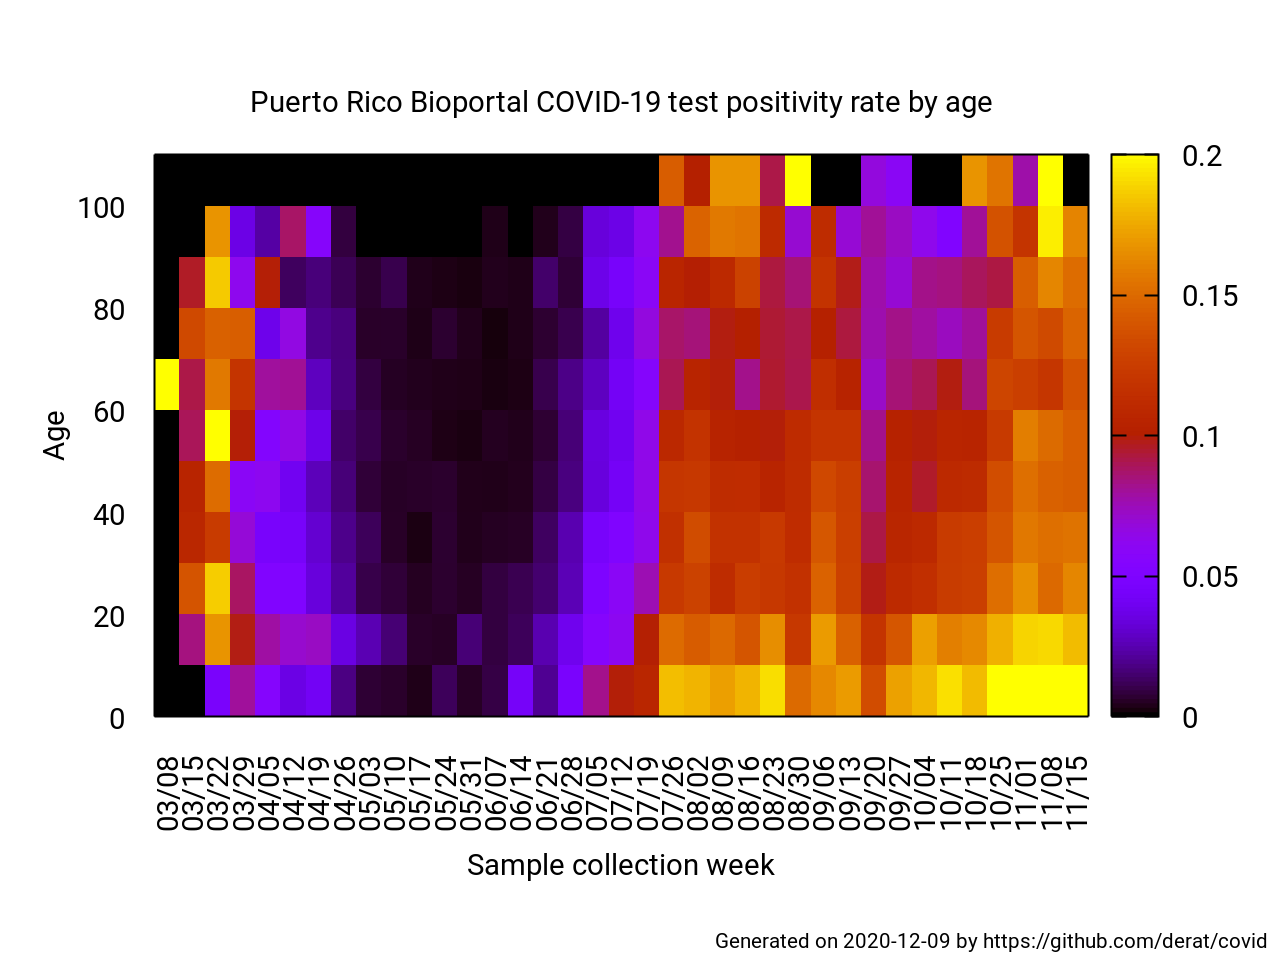 Puerto Rico Bioportal COVID-19 test positivity rate by age
0.2
100
80
0.15
Age
60
0.1
40
0.05
20
0
0
03/08 03/15 03/22 03/29 04/05 04/12 04/19 04/26 05/03 05/10 05/17 05/24 05/31 06/07 06/14 06/21 06/28 07/05 07/12 07/19 07/26 08/02 08/09 08/16 08/23 08/30 09/06 09/13 09/20 09/27 10/04 10/11 10/18 10/25 11/01 11/08 11/15
Sample collection week
Generated on 2020-12-09 by https://github.com/derat/covid